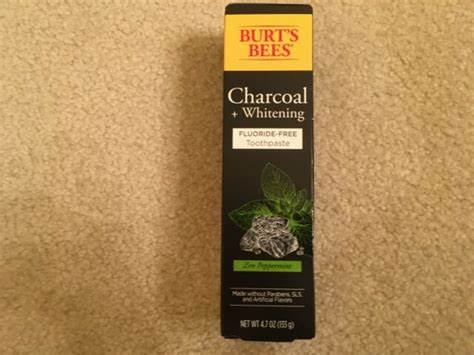 BURT'S
BEES
Charcoal
+ Whitening
FLUORIDE-FREE
Toothpaste
Zen Peppermint
Made without Parabens, SLS
and Artificial Flavors
NET WT 4.7 OZ (133 g)